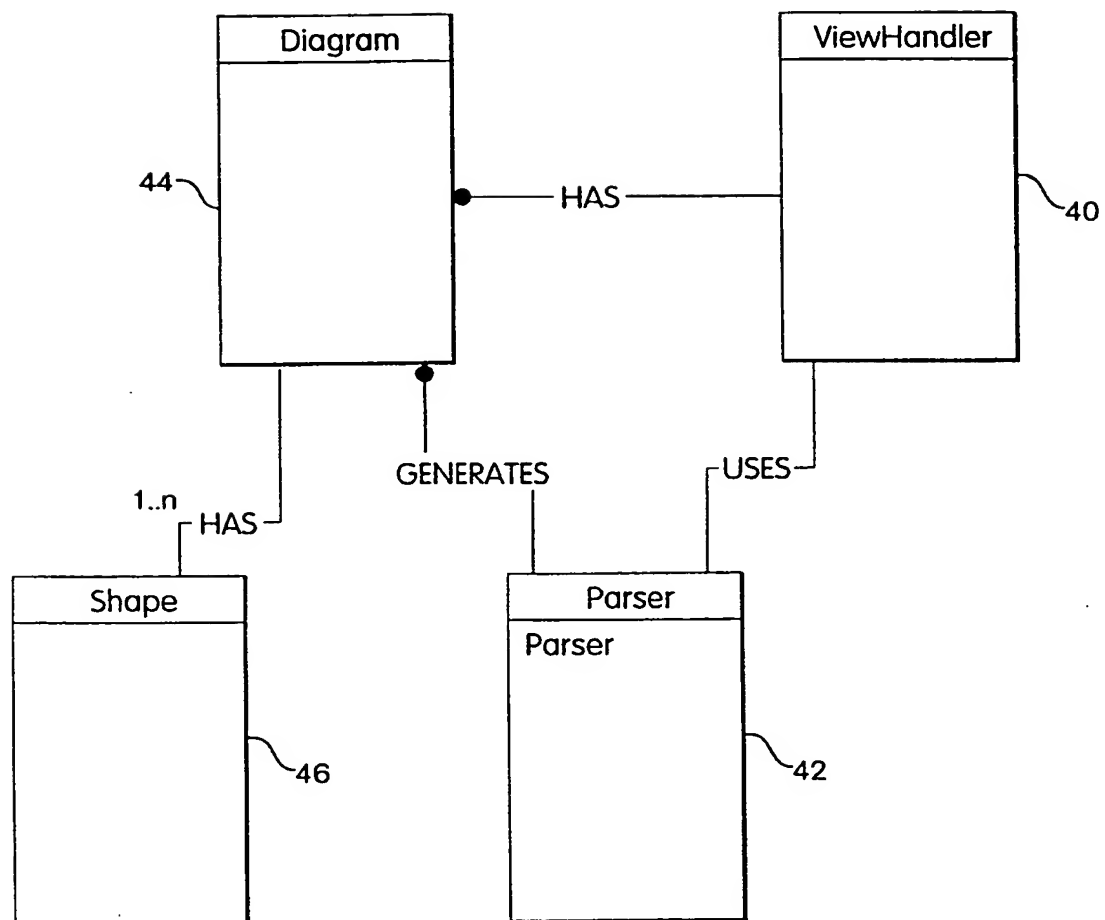 Diagram
ViewHandler
44
HAS
40
GENERATES
USES
1..n
HAS
Shape
Parser
Parser
46
42